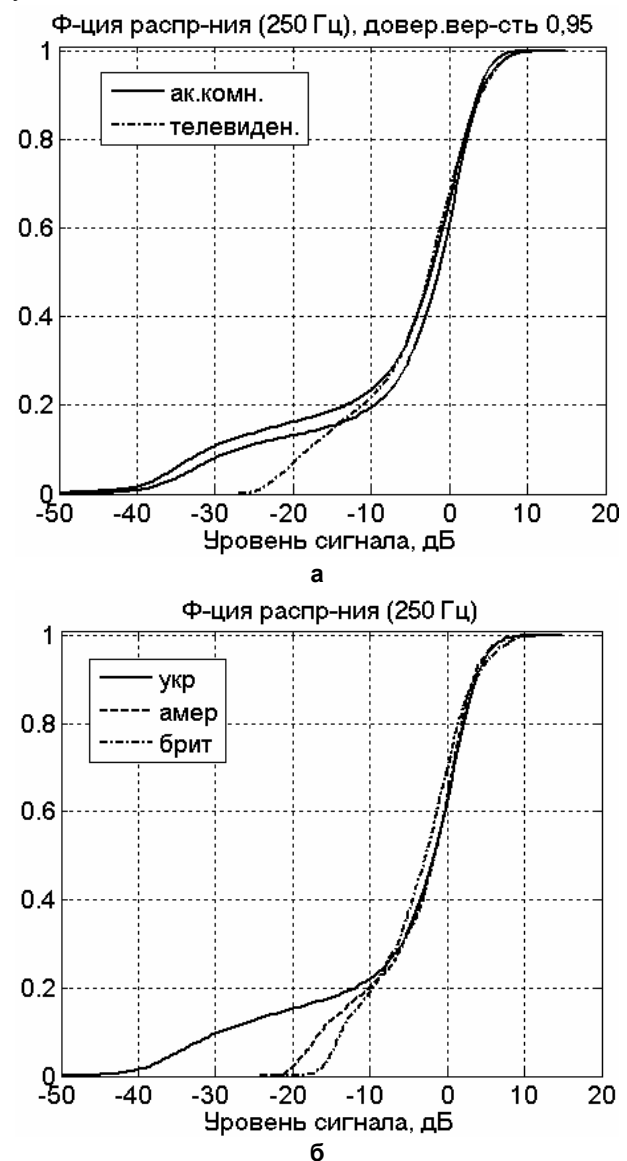 Ф-ция распр-ния (250 Гц), довер.вер-сть 0,95
1
ак.комн.
телевиден.
0.8
0.6
0.4
0.2
0
-50 -40 -30 -20 -10 0 10 20
Уровень сигнала, дБ
а
Ф-ция распр-ния (250 Гц)
1
укр
амер
брит
0.8
0.6
0.4
0.2
0
-50 -40 -30 -20 -10 0 10 20
Уровень сигнала, дБ
б